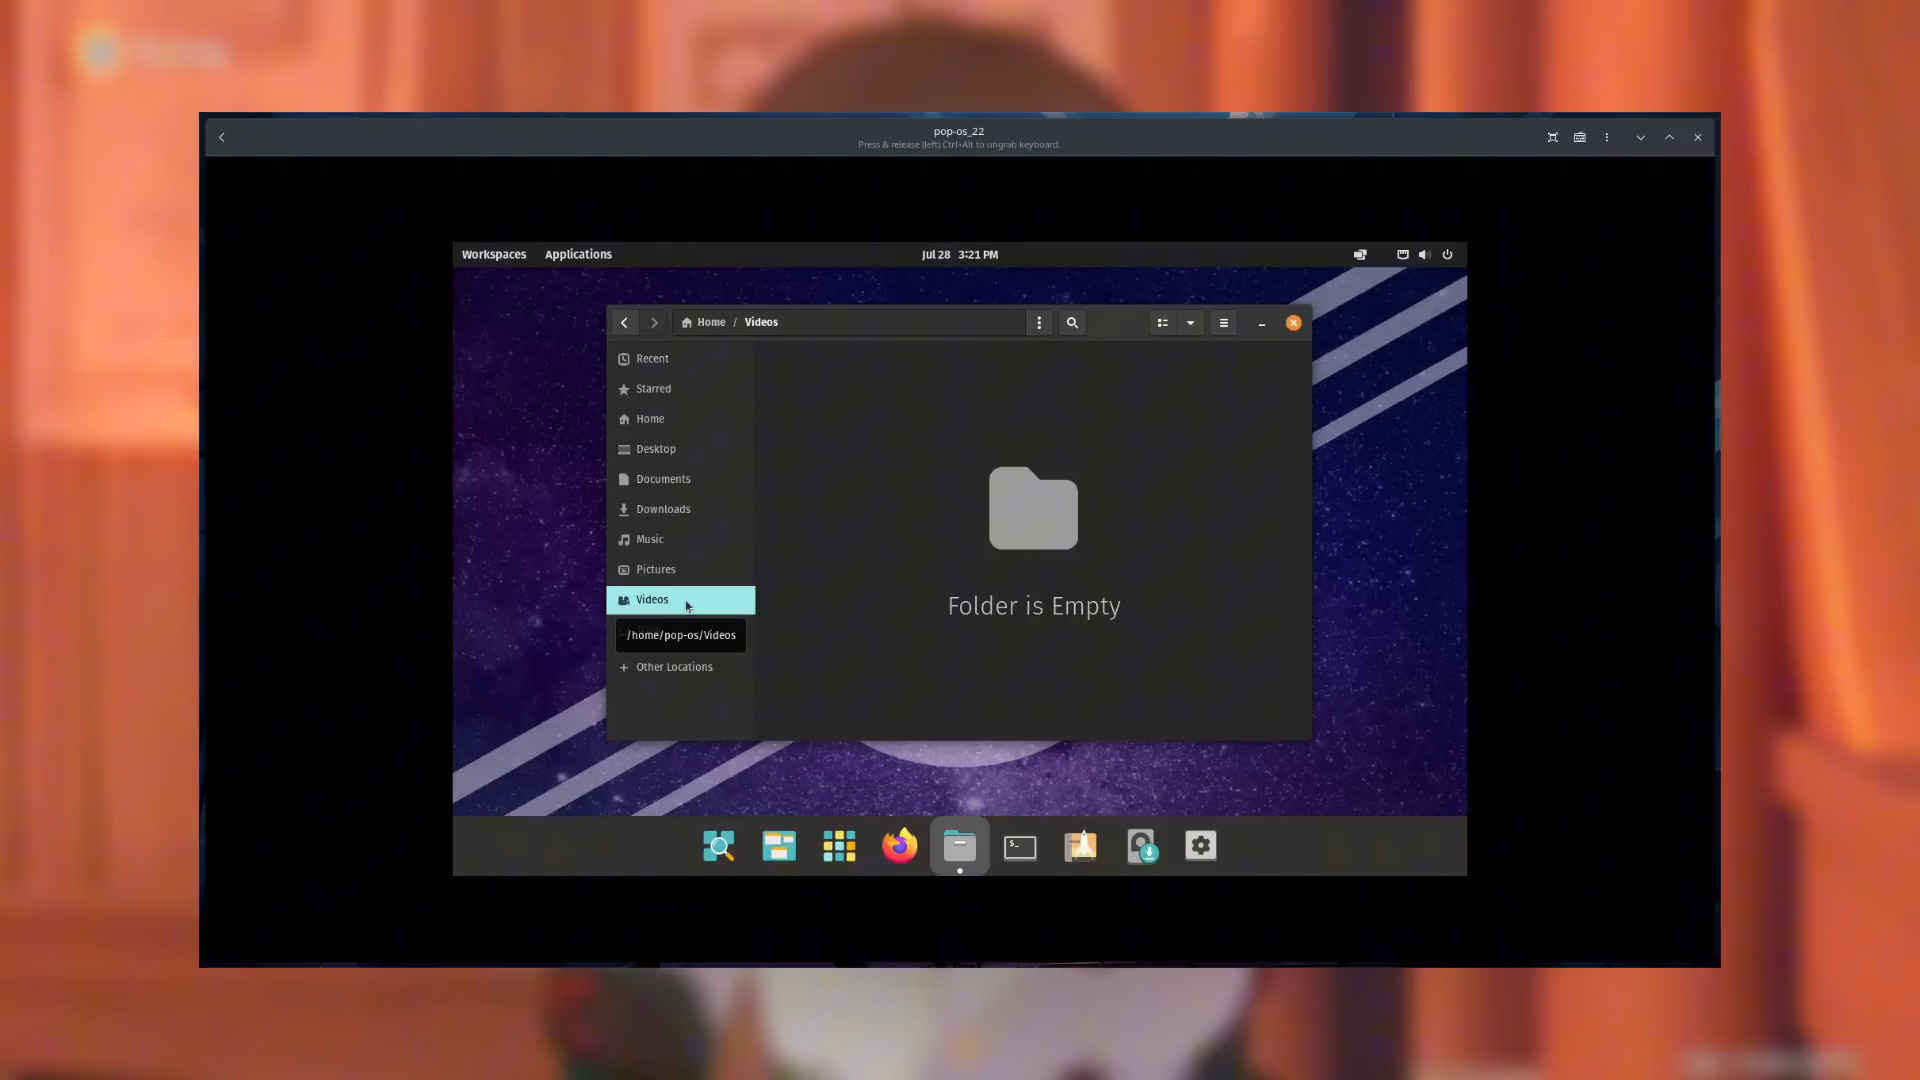 pop-os_22
Press & release (left) Ctrl+Alt to ungrab keyboard.
Workspaces Applications Jul 28 3:21 PM
Home / Videos
Recent
Starred
Home
Desktop
Documents
Downloads
Music
Pictures
Videos
/home/pop-os/Videos
Other Locations
Folder is Empty
$_